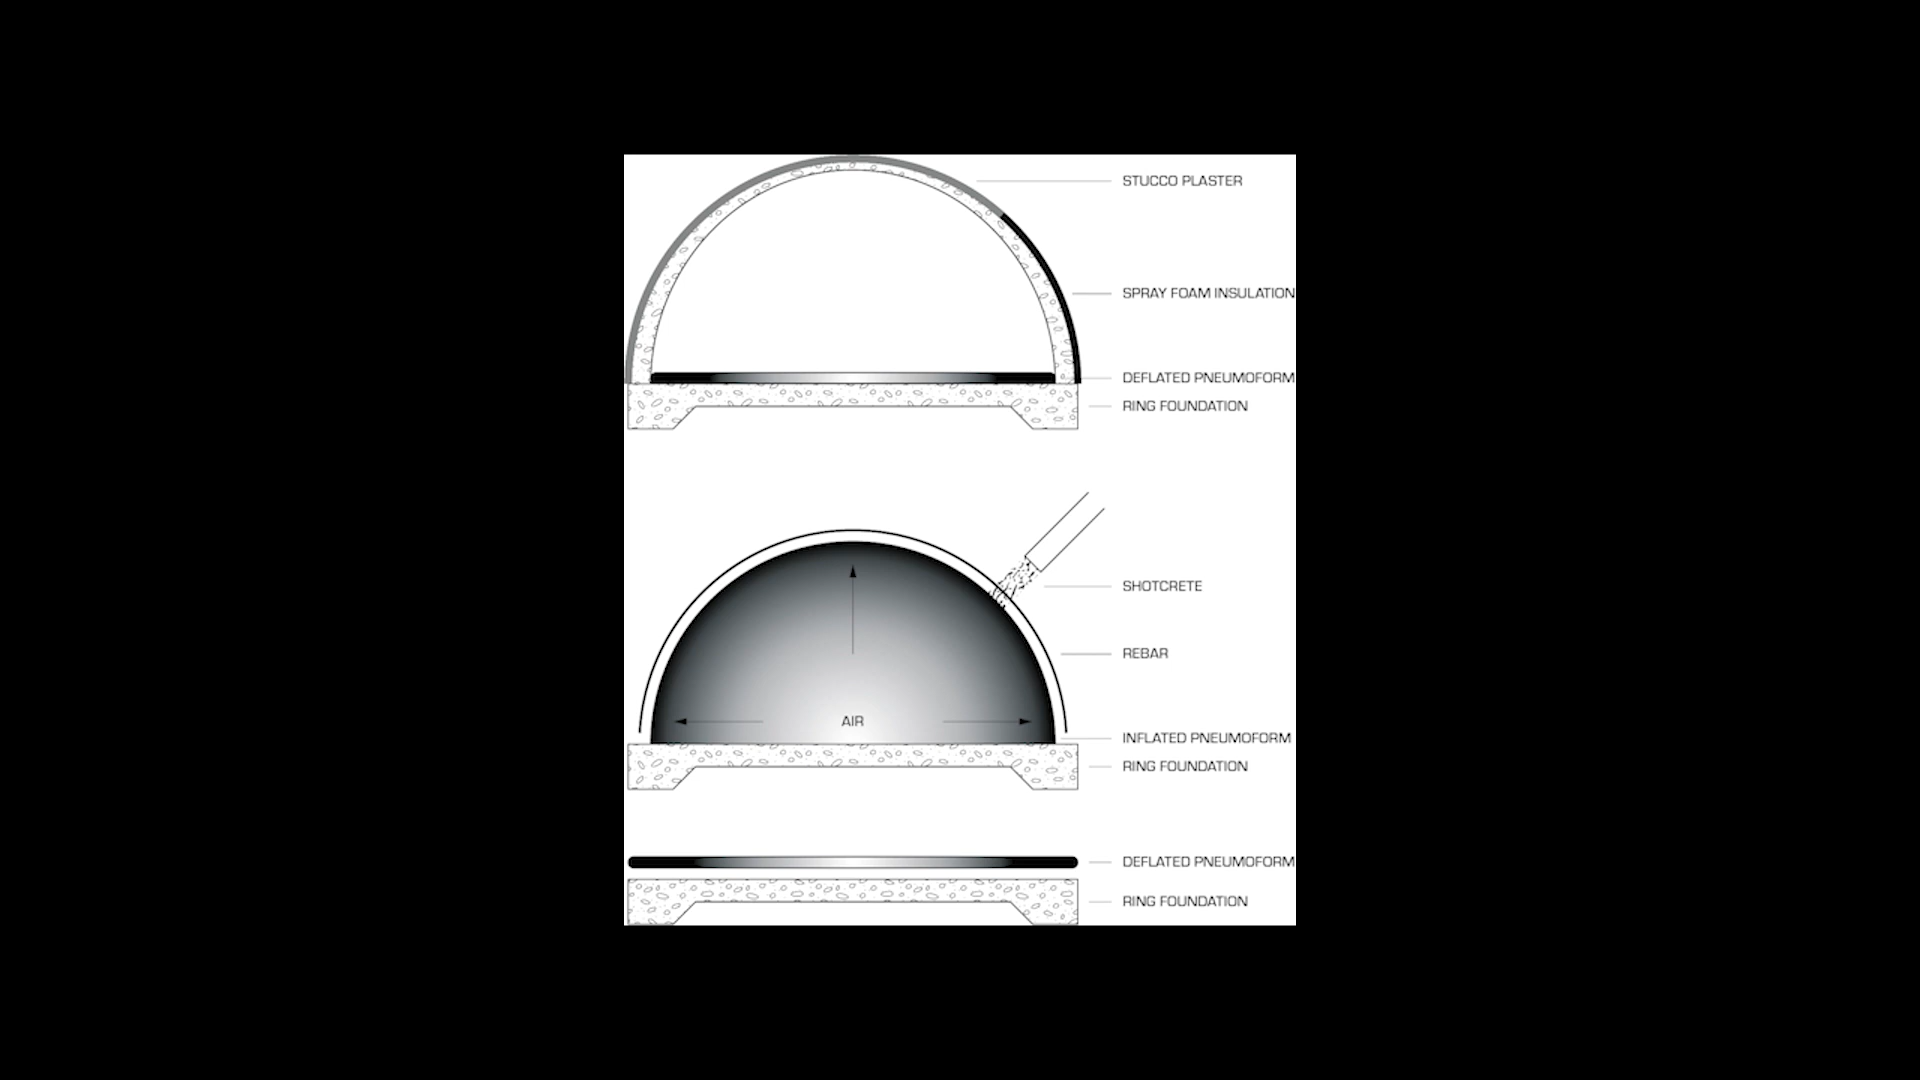 STUCCO PLASTER
SPRAY FOAM INSULATION
DEFLATED PNEUMOFORM
RING FOUNDATION
SHOTCRETE
REBAR
AIR
INFLATED PNEUMOFORM
RING FOUNDATION
DEFLATED PNEUMOFORM
RING FOUNDATION